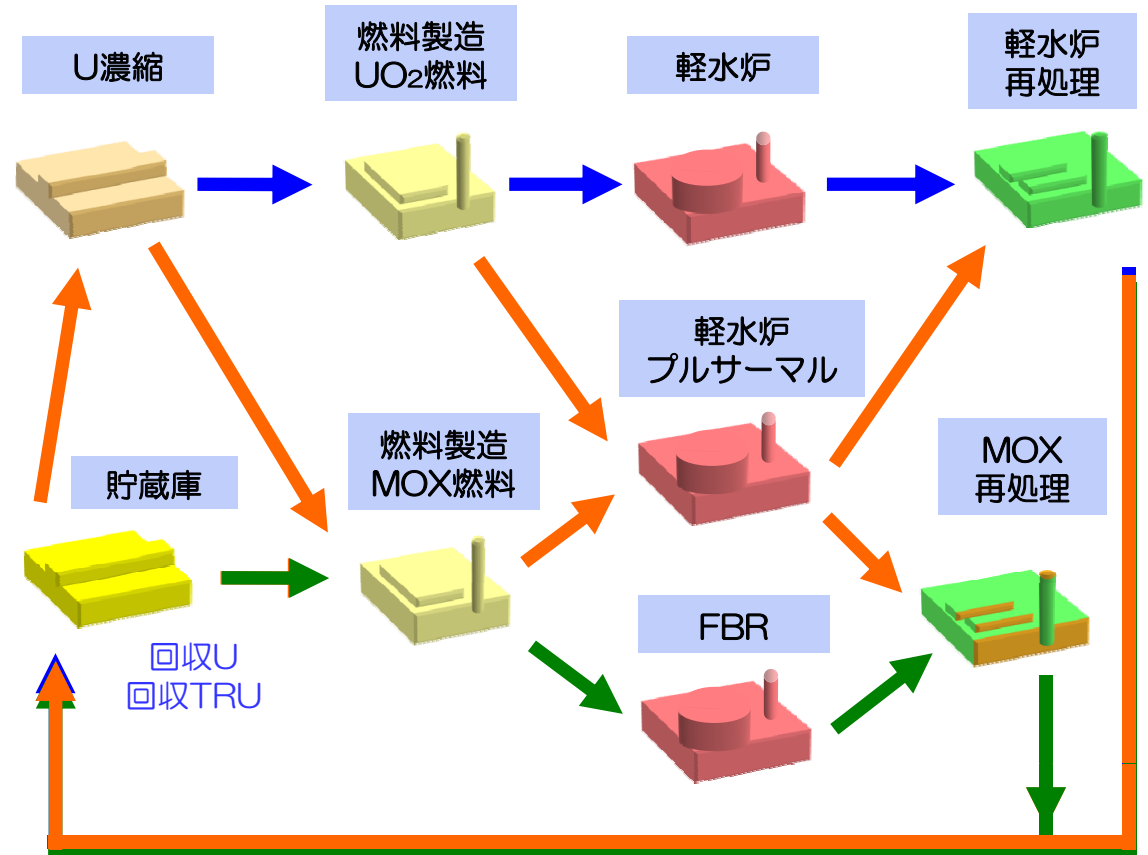 U濃縮
燃料製造
UO₂燃料
軽水炉
軽水炉
再処理
軽水炉
プルサーマル
燃料製造
MOX燃料
MOX
再処理
貯蔵庫
FBR
回収U
回収TRU